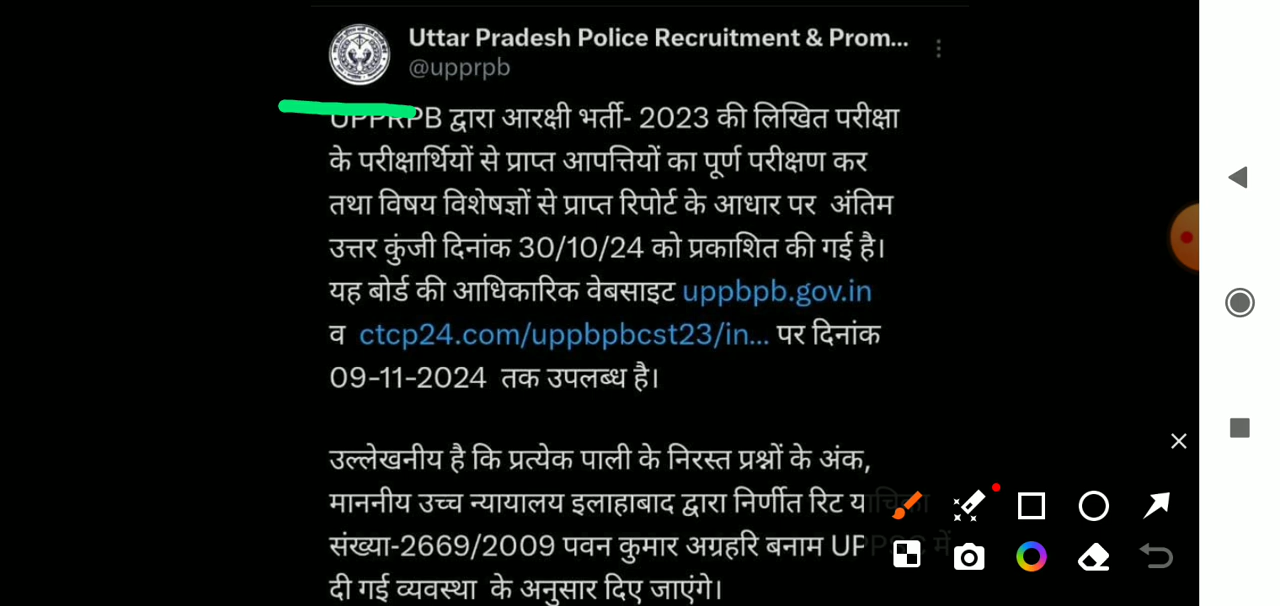 Uttar Pradesh Police Recruitment & Prom...
@upprpb
UPPRPB द्वारा आरक्षी भर्ती- 2023 की लिखित परीक्षा
के परीक्षार्थियों से प्राप्त आपत्तियों का पूर्ण परीक्षण कर
तथा विषय विशेषज्ञों से प्राप्त रिपोर्ट के आधार पर अंतिम
उत्तर कुंजी दिनांक 30/10/24 को प्रकाशित की गई है।
यह बोर्ड की आधिकारिक वेबसाइट uppbpb.gov.in
व ctcp24.com/uppbpbcst23/in... पर दिनांक
09-11-2024 तक उपलब्ध है।
उल्लेखनीय है कि प्रत्येक पाली के निरस्त प्रश्नों के अंक,
माननीय उच्च न्यायालय इलाहाबाद द्वारा निर्णीत रिट याचिका
संख्या-2669/2009 पवन कुमार अग्रहरि बनाम UPPSC में
दी गई व्यवस्था के अनुसार दिए जाएंगे।